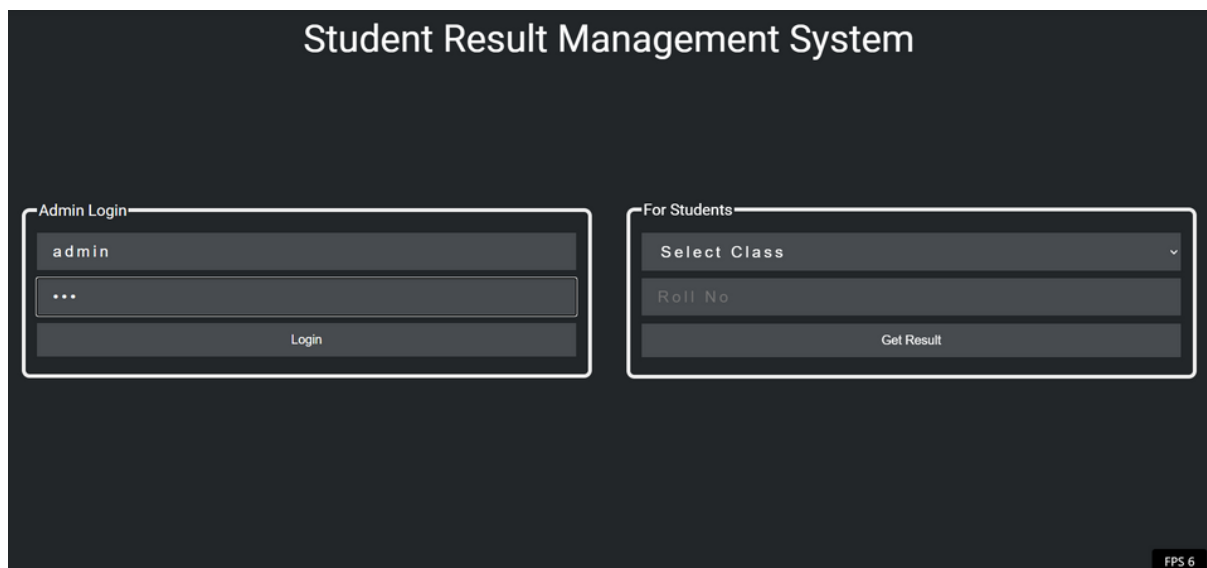 Student Result Management System
Admin Login
admin
•••
Login
For Students
Select Class
Roll No
Get Result
FPS 6